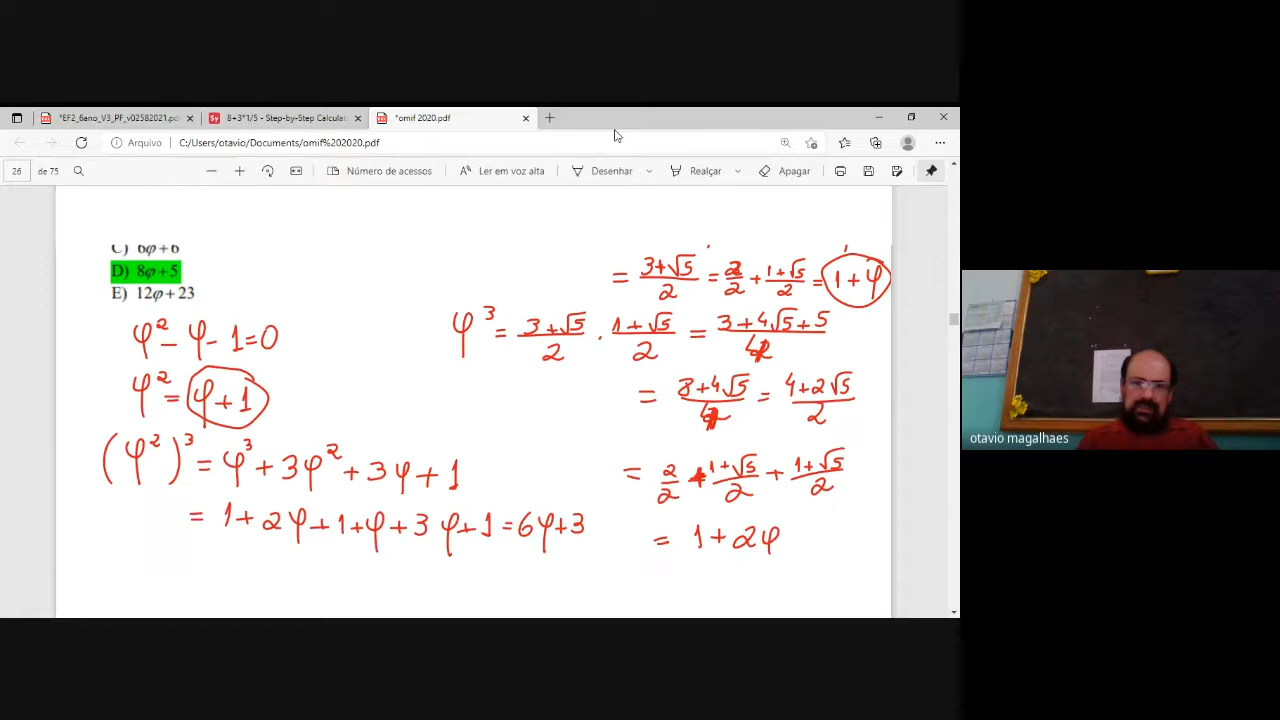 *EF2_6ano_V3_PF_v02582021.p
8+3*1/5 - Step-by-Step Calculat
*omif 2020.pdf
Arquivo
C:/Users/otavio/Documents/omif%202020.pdf
26 de 75
Número de acessos
Ler em voz alta
Desenhar
Realçar
Apagar
C) 6φ+6
D) 8φ+5
E) 12φ+23
= (3+√5)/2 = 2/2 + (1+√5)/2 = 1+φ
φ² - φ - 1 = 0
φ² = φ+1
φ³ = (3+√5)/2 · (1+√5)/2 = (3+4√5+5)/4
= (8+4√5)/4 = (4+2√5)/2
(φ²)³ = φ³ + 3φ² + 3φ + 1
= 1+2φ+1+φ+3φ+1 = 6φ+3
= 2/2 + (1+√5)/2 + (1+√5)/2
= 1+2φ
otavio magalhaes